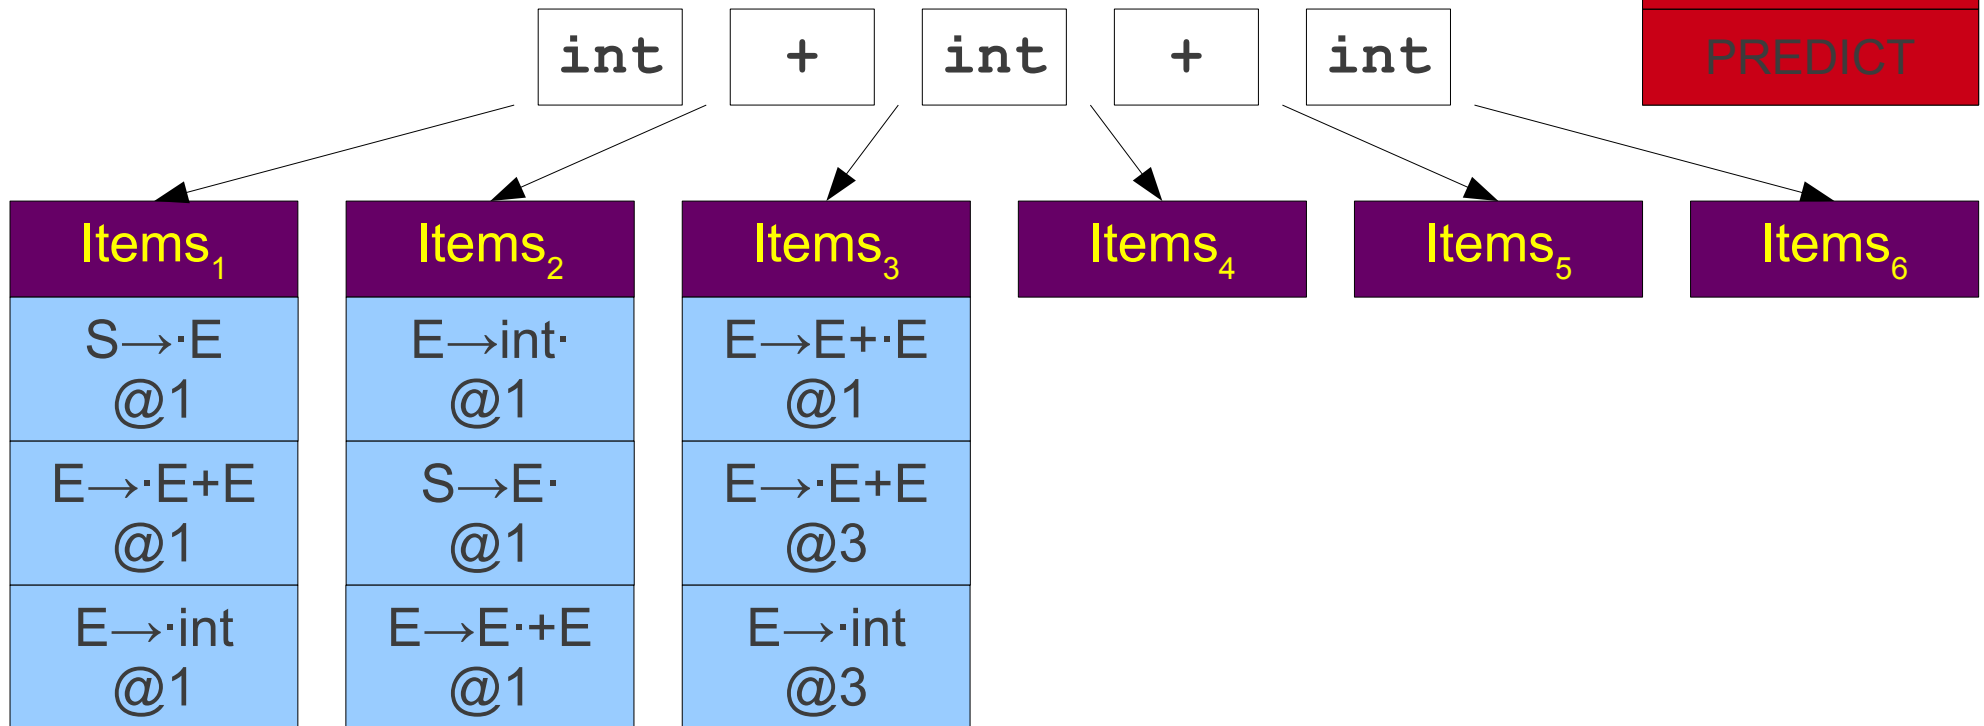 int + int + int PREDICT
Items₁ Items₂ Items₃ Items₄ Items₅ Items₆
S→·E E→int· E→E+·E
@1 @1 @1
E→·E+E S→E· E→·E+E
@1 @1 @3
E→·int E→E·+E E→·int
@1 @1 @3